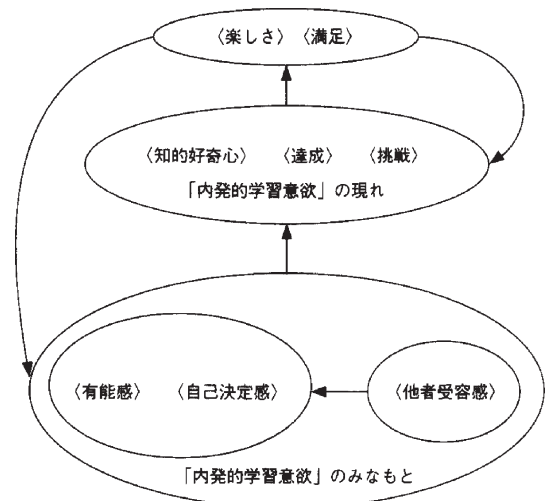 〈楽しさ〉〈満足〉
〈知的好奇心〉 〈達成〉 〈挑戦〉
「内発的学習意欲」の現れ
〈有能感〉 〈自己決定感〉 〈他者受容感〉
「内発的学習意欲」のみなもと